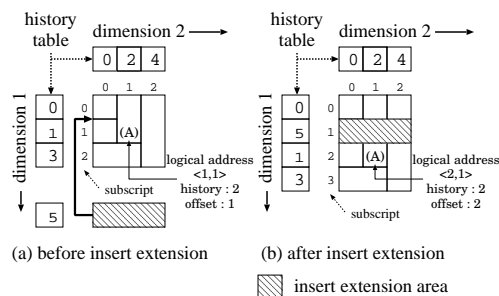 history
table
dimension 2
0 2 4
0 1 2
dimension 1
0
1
3
5
0
1
2
(A)
logical address
<1,1>
history : 2
offset : 1
subscript
(a) before insert extension
history
table
dimension 2
0 2 4
0 1 2
dimension 1
0
5
1
3
0
1
2
3
(A)
logical address
<2,1>
history : 2
offset : 2
subscript
(b) after insert extension
insert extension area